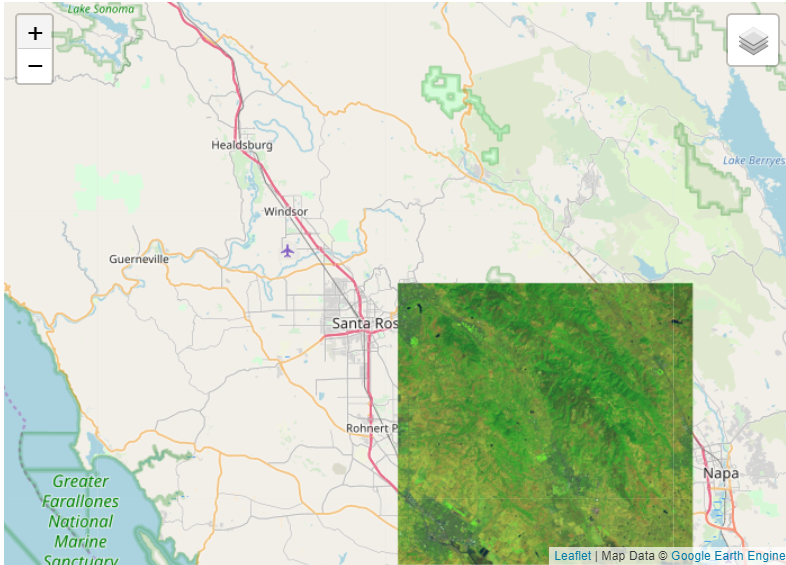 Lake Sonoma
+
−
Healdsburg
Lake Berryes
Windsor
Guerneville
Santa Ros
Rohnert P
Napa
Greater
Farallones
National
Marine
Sanctuary
Leaflet | Map Data © Google Earth Engine